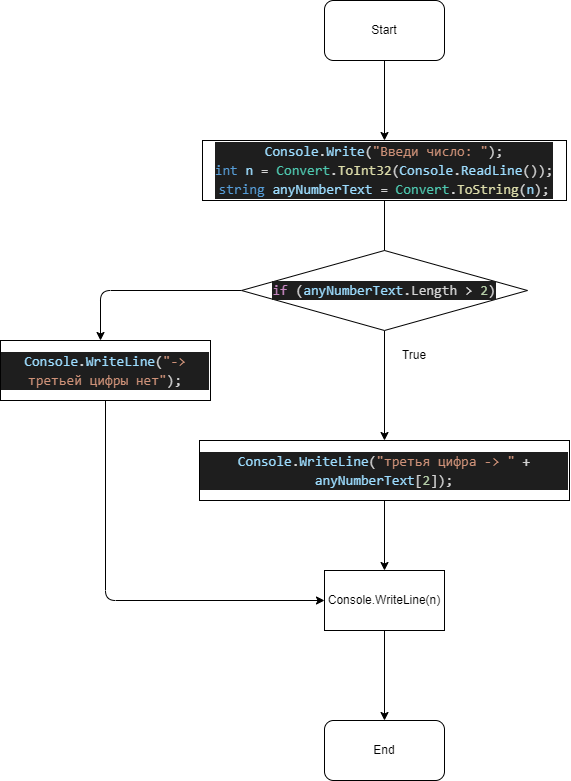 Start
Console.Write("Введи число: ");
int n = Convert.ToInt32(Console.ReadLine());
string anyNumberText = Convert.ToString(n);
if (anyNumberText.Length > 2)
True
Console.WriteLine("->
третьей цифры нет");
Console.WriteLine("третья цифра -> " +
anyNumberText[2]);
Console.WriteLine(n)
End